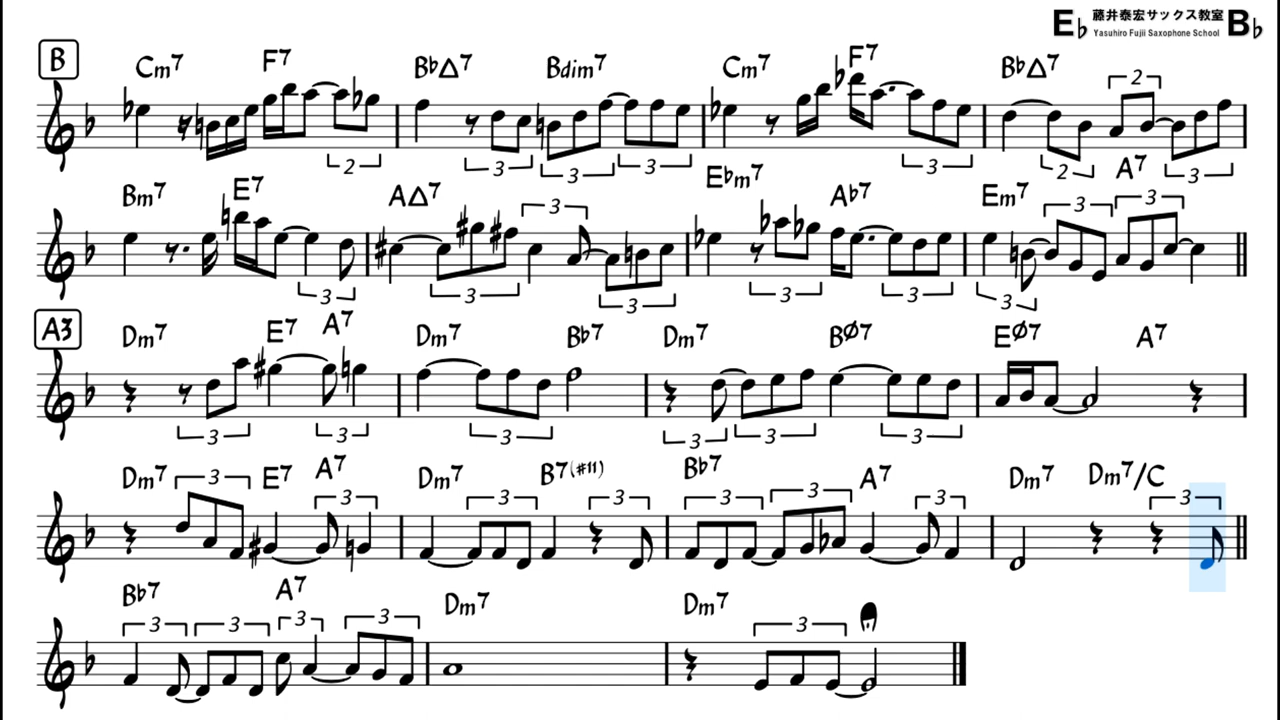 E♭ 藤井泰宏サックス教室 B♭
Yasuhiro Fujii Saxophone School
B
Cm7 F7 B♭△7 Bdim7 Cm7 F7 B♭△7
2 3 3 3 3 2 2 3
Bm7 E7 A△7 E♭m7 A♭7 Em7 A7
3 3 3 3 3 3 3 3 3
A3
Dm7 E7 A7 Dm7 B♭7 Dm7 BØ7 EØ7 A7
3 3 3 3 3 3
Dm7 E7 A7 Dm7 B7(#11) B♭7 A7 Dm7 Dm7/C
3 3 3 3 3 3 3 3
B♭7 A7 Dm7 Dm7
3 3 3 3 3